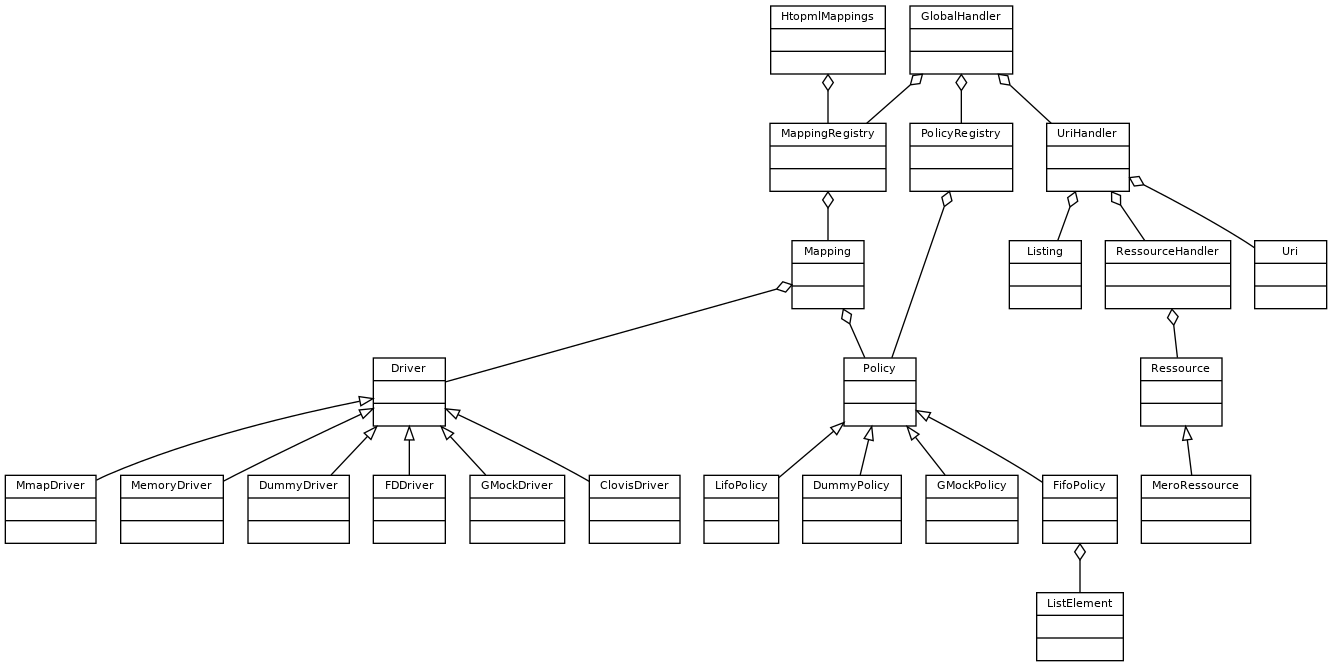 HtopmlMappings
GlobalHandler
MappingRegistry
PolicyRegistry
UriHandler
Mapping
Listing
RessourceHandler
Uri
Driver
Policy
Ressource
MmapDriver
MemoryDriver
DummyDriver
FDDriver
GMockDriver
ClovisDriver
LifoPolicy
DummyPolicy
GMockPolicy
FifoPolicy
MeroRessource
ListElement